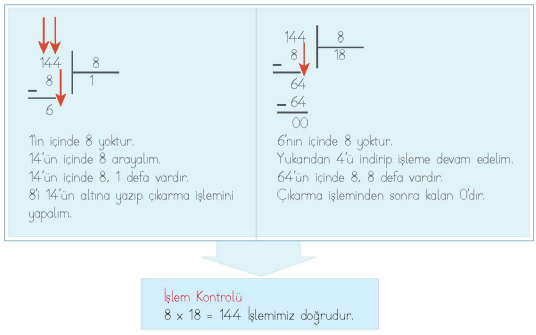 144 8
8 1
6
1'in içinde 8 yoktur.
14'ün içinde 8 arayalım.
14'ün içinde 8, 1 defa vardır.
8'i 14'ün altına yazıp çıkarma işlemini
yapalım.
144 8
8 18
64
64
00
6'nın içinde 8 yoktur.
Yukarıdan 4'ü indirip işleme devam edelim.
64'ün içinde 8, 8 defa vardır.
Çıkarma işleminden sonra kalan 0'dır.
İşlem Kontrolü
8 x 18 = 144 İşlemimiz doğrudur.